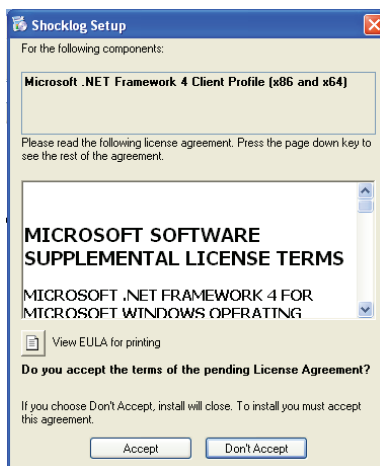 Shocklog Setup
For the following components:
Microsoft .NET Framework 4 Client Profile (x86 and x64)
Please read the following license agreement. Press the page down key to
see the rest of the agreement.
MICROSOFT SOFTWARE
SUPPLEMENTAL LICENSE TERMS
MICROSOFT .NET FRAMEWORK 4 FOR
MICROSOFT WINDOWS OPERATING
View EULA for printing
Do you accept the terms of the pending License Agreement?
If you choose Don't Accept, install will close. To install you must accept
this agreement.
Accept
Don't Accept